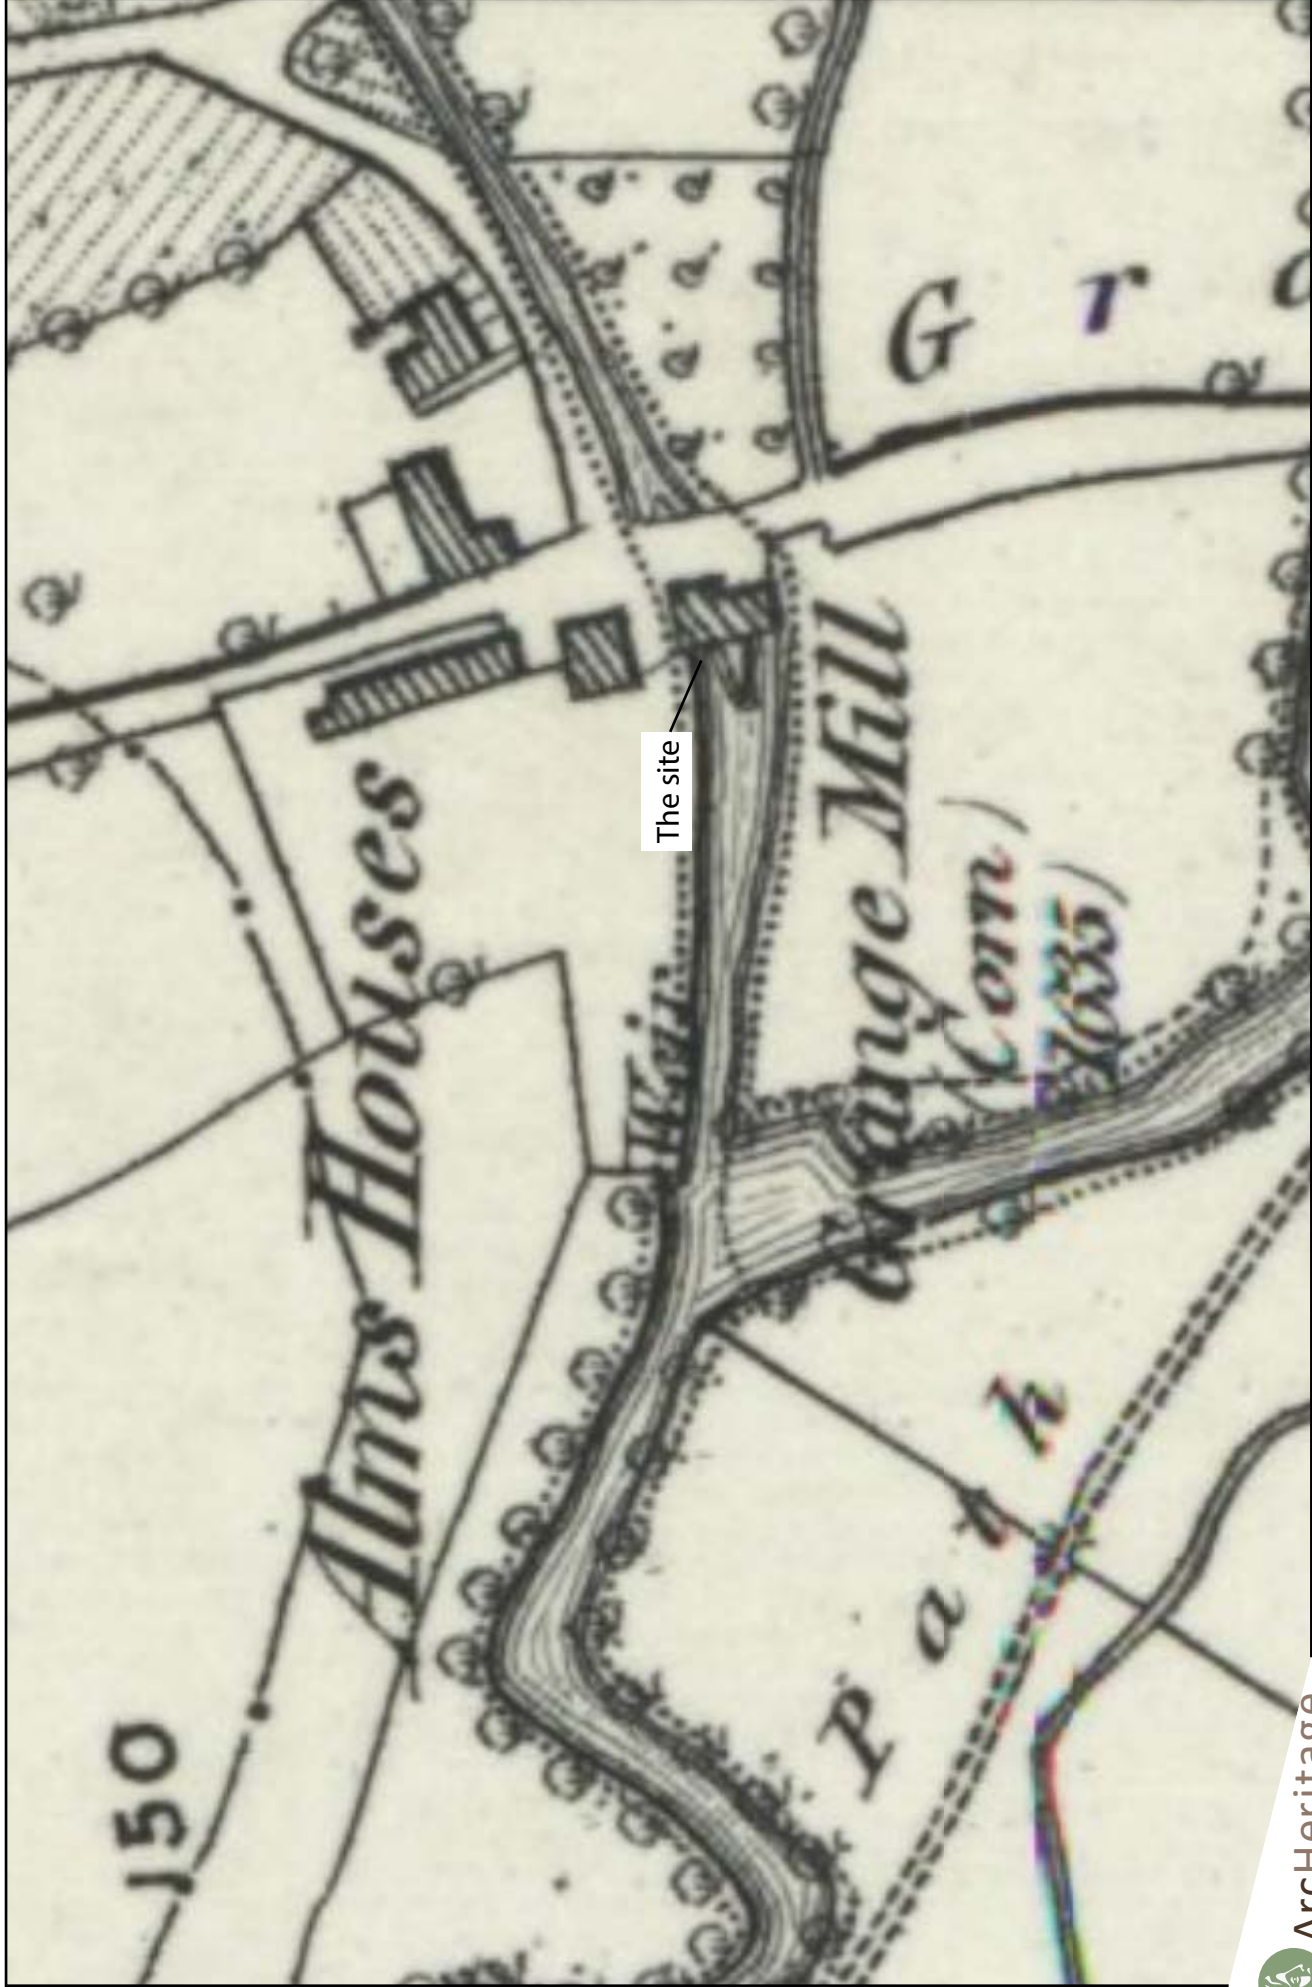 150
Alms Houses
Weir
The site
Grange Mill
(Corn)
P a t h
G r
ArcHeritage